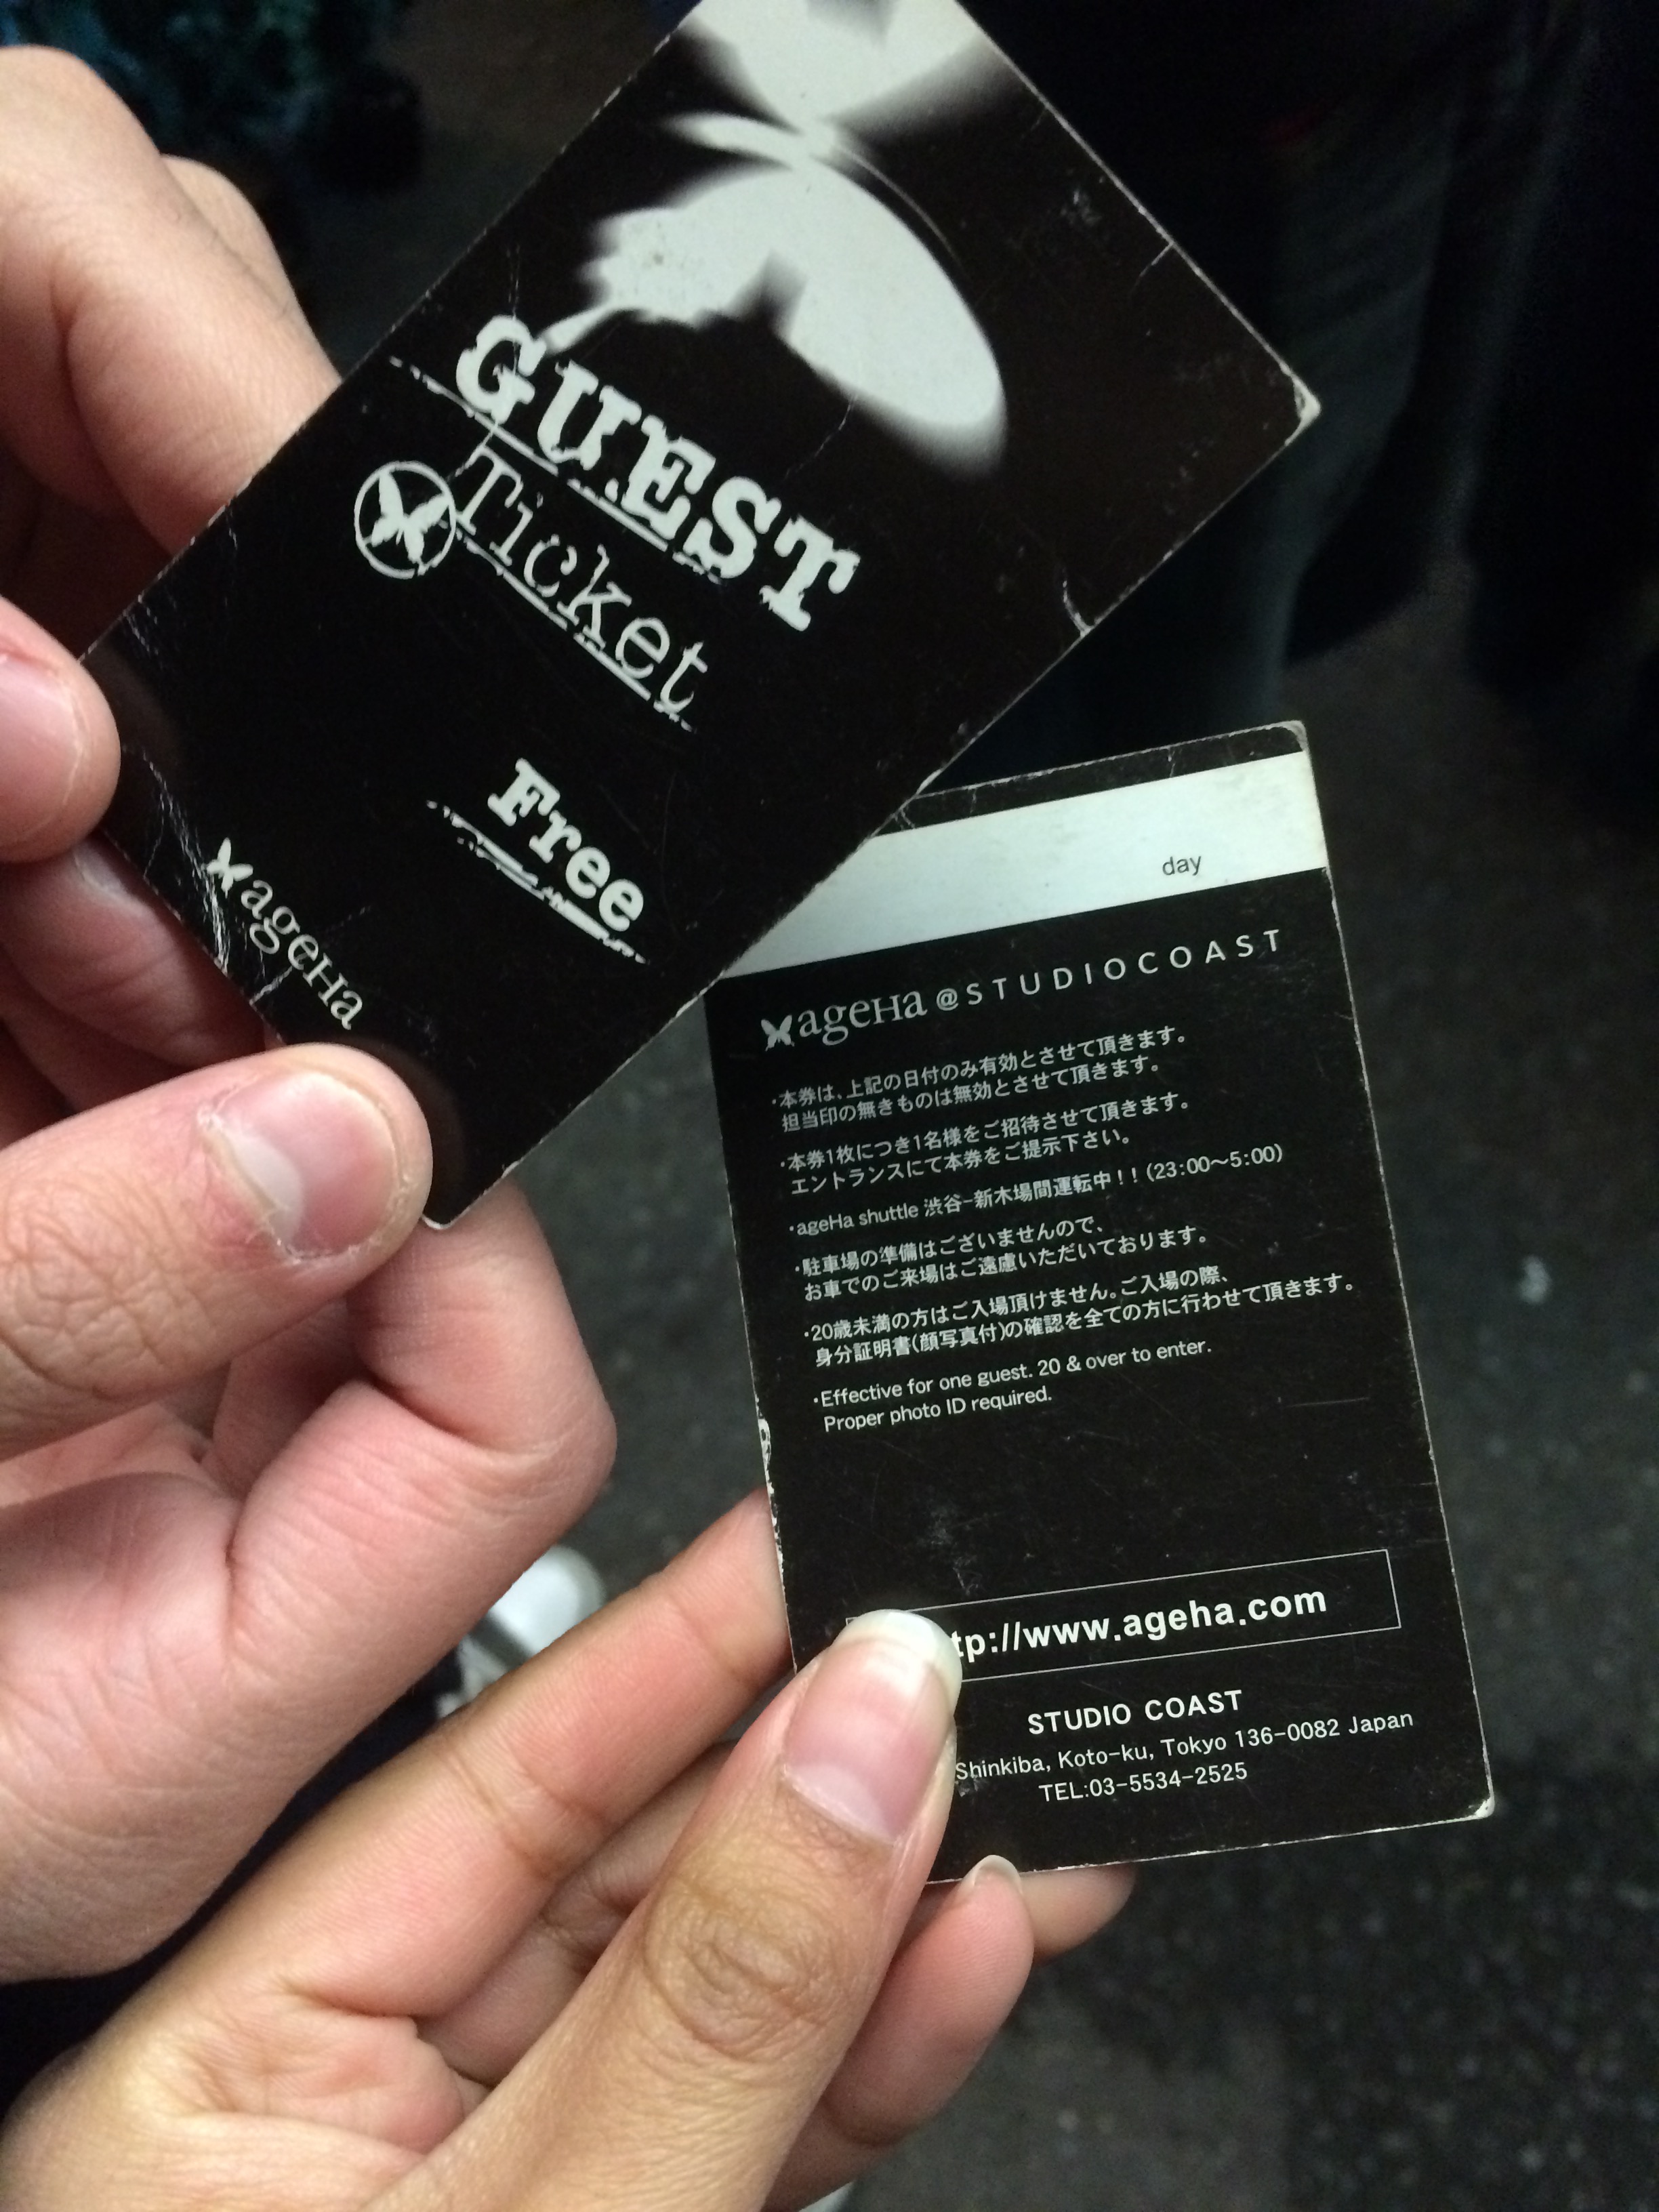 GUEST
Ticket
Free
ageHa
day
ageHa @ STUDIOCOAST
・本券は、上記の日付のみ有効とさせて頂きます。
担当印の無きものは無効とさせて頂きます。
・本券1枚につき1名様をご招待させて頂きます。
エントランスにて本券をご提示下さい。
・ageHa shuttle 渋谷-新木場間運転中！！(23:00〜5:00)
・駐車場の準備はございませんので、
お車でのご来場はご遠慮いただいております。
・20歳未満の方はご入場頂けません。ご入場の際、
身分証明書(顔写真付)の確認を全ての方に行わせて頂きます。
・Effective for one guest. 20 & over to enter.
Proper photo ID required.
tp://www.ageha.com
STUDIO COAST
Shinkiba, Koto-ku, Tokyo 136-0082 Japan
TEL:03-5534-2525